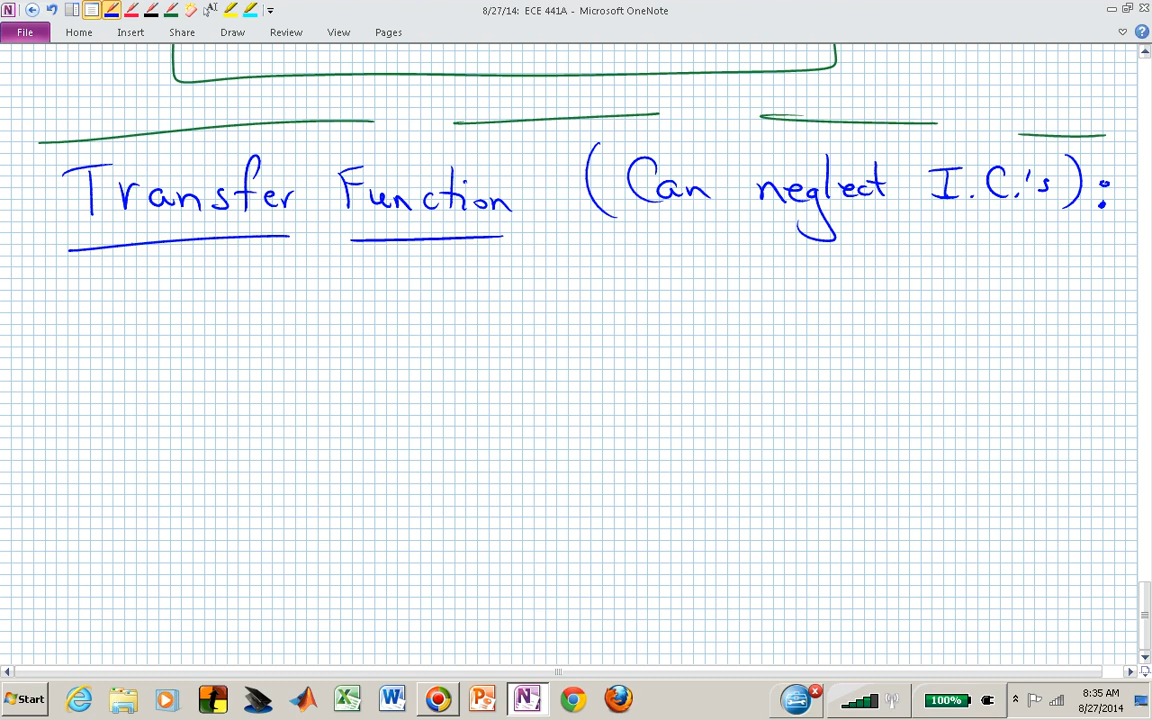 8/27/14: ECE 441A - Microsoft OneNote
File Home Insert Share Draw Review View Pages
Transfer Function (Can neglect I.C.'s):
Start 100% 8:35 AM
8/27/2014